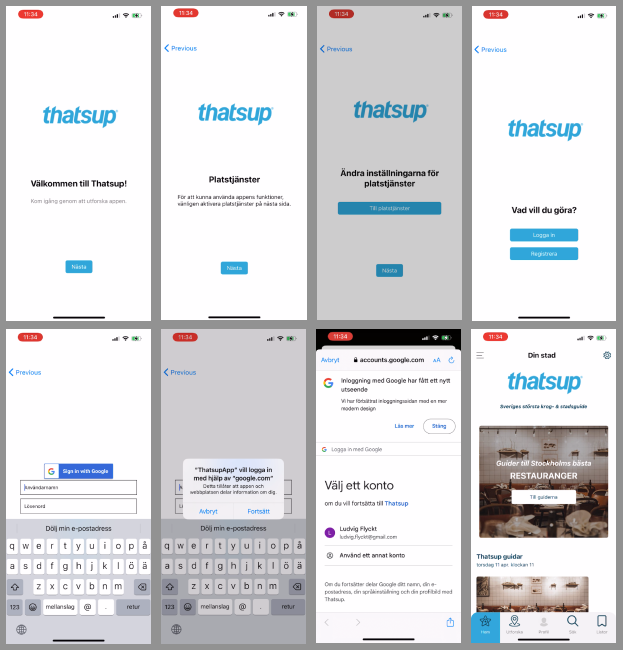 11:34
thatsup
Välkommen till Thatsup!
Kom igång genom att utforska appen.
Nästa
11:34
Previous
thatsup
Platstjänster
För att kunna använda appens funktioner,
vänligen aktivera platstjänster på nästa sida.
Nästa
11:34
Previous
thatsup
Ändra inställningarna för
platstjänster
Till platstjänster
Nästa
11:34
Previous
thatsup
Vad vill du göra?
Logga in
Registrera
11:34
Previous
G Sign in with Google
Användarnamn
Lösenord
Dölj min e-postadress
q w e r t y u i o p å
a s d f g h j k l ö ä
z x c v b n m
123 mellanslag @ . retur
11:34
Previous
"ThatsupApp" vill logga in
med hjälp av "google.com"
Detta tillåter att appen och
webbplatsen delar information om dig.
Avbryt Fortsätt
Dölj min e-postadress
q w e r t y u i o p å
a s d f g h j k l ö ä
z x c v b n m
123 mellanslag @ . retur
11:34
Avbryt accounts.google.com AA
Inloggning med Google har fått ett nytt
utseende
Vi har förbättrat inloggningssidan med en mer
modern design
Läs mer Stäng
G Logga in med Google
Välj ett konto
om du vill fortsätta till Thatsup
L Ludvig Flyckt
ludvig.flyckt@gmail.com
Använd ett annat konto
Om du fortsätter delar Google ditt namn, din e-
postadress, din språkinställning och din profilbild med
Thatsup.
11:34
Din stad
thatsup
Sveriges största krog- & stadsguide
Guider till Stockholms bästa
RESTAURANGER
Till guiderna
Thatsup guidar
torsdag 11 apr. klockan 11
Hem Utforska Profil Sök Listor